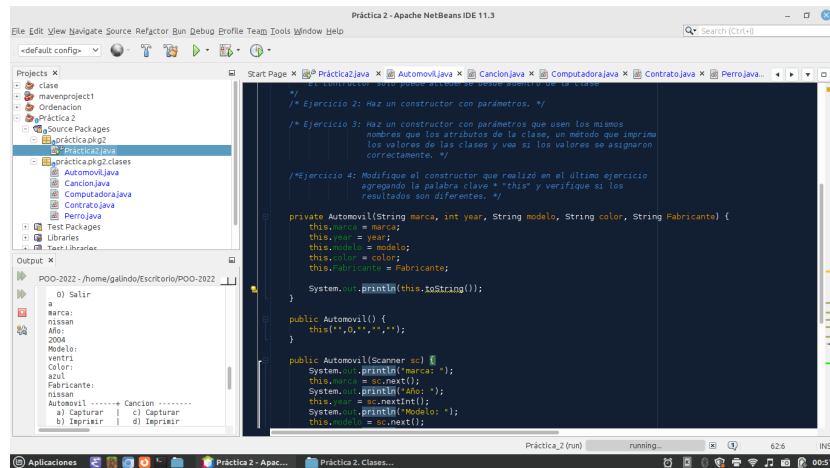 Práctica 2 - Apache NetBeans IDE 11.3
File Edit View Navigate Source Refactor Run Debug Profile Team Tools Window Help
Search (Ctrl+I)
<default config>
Projects
Start Page Práctica2.java Automovil.java Cancion.java Computadora.java Contrato.java Perro.java...
clase
mavenproject1
Ordenacion
Práctica 2
Source Packages
práctica.pkg2
Práctica2.java
práctica.pkg2.clases
Automovil.java
Cancion.java
Computadora.java
Contrato.java
Perro.java
Test Packages
Libraries
Test Libraries
Output
POO-2022 - /home/galindo/Escritorio/POO-2022
0) Salir
a
marca:
nissan
Año:
2004
Modelo:
ventri
Color:
azul
Fabricante:
nissan
Automovil ------+ Cancion --------
a) Capturar | c) Capturar
b) Imprimir | d) Imprimir
*/
/* Ejercicio 2: Haz un constructor con parámetros. */
/* Ejercicio 3: Haz un constructor con parámetros que usen los mismos
nombres que los atributos de la clase, un método que imprima
los valores de las clases y vea si los valores se asignaron
correctamente. */
/*Ejercicio 4: Modifique el constructor que realizó en el último ejercicio
agregando la palabra clave * "this" y verifique si los
resultados son diferentes. */
private Automovil(String marca, int year, String modelo, String color, String Fabricante) {
this.marca = marca;
this.year = year;
this.modelo = modelo;
this.color = color;
this.Fabricante = Fabricante;
System.out.println(this.toString());
}
public Automovil() {
this("",0,"","","");
}
public Automovil(Scanner sc) {
System.out.println("marca: ");
this.marca = sc.next();
System.out.println("Año: ");
this.year = sc.nextInt();
System.out.println("Modelo: ");
this.modelo = sc.next();
Práctica_2 (run) running... 62:6 INS
Aplicaciones Práctica 2 - Apac... Práctica 2. Clases...